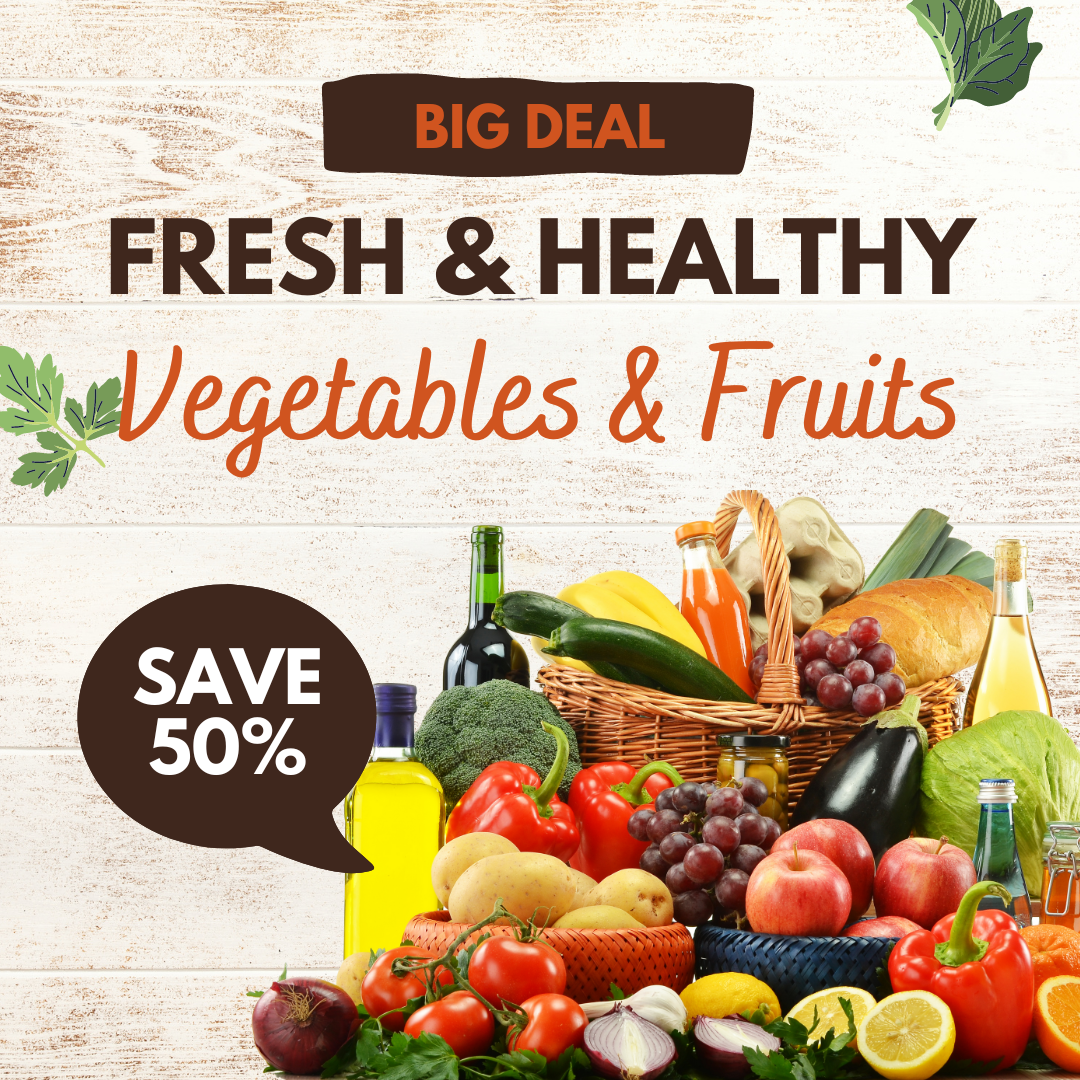 BIG DEAL
FRESH & HEALTHY
Vegetables & Fruits
SAVE
50%